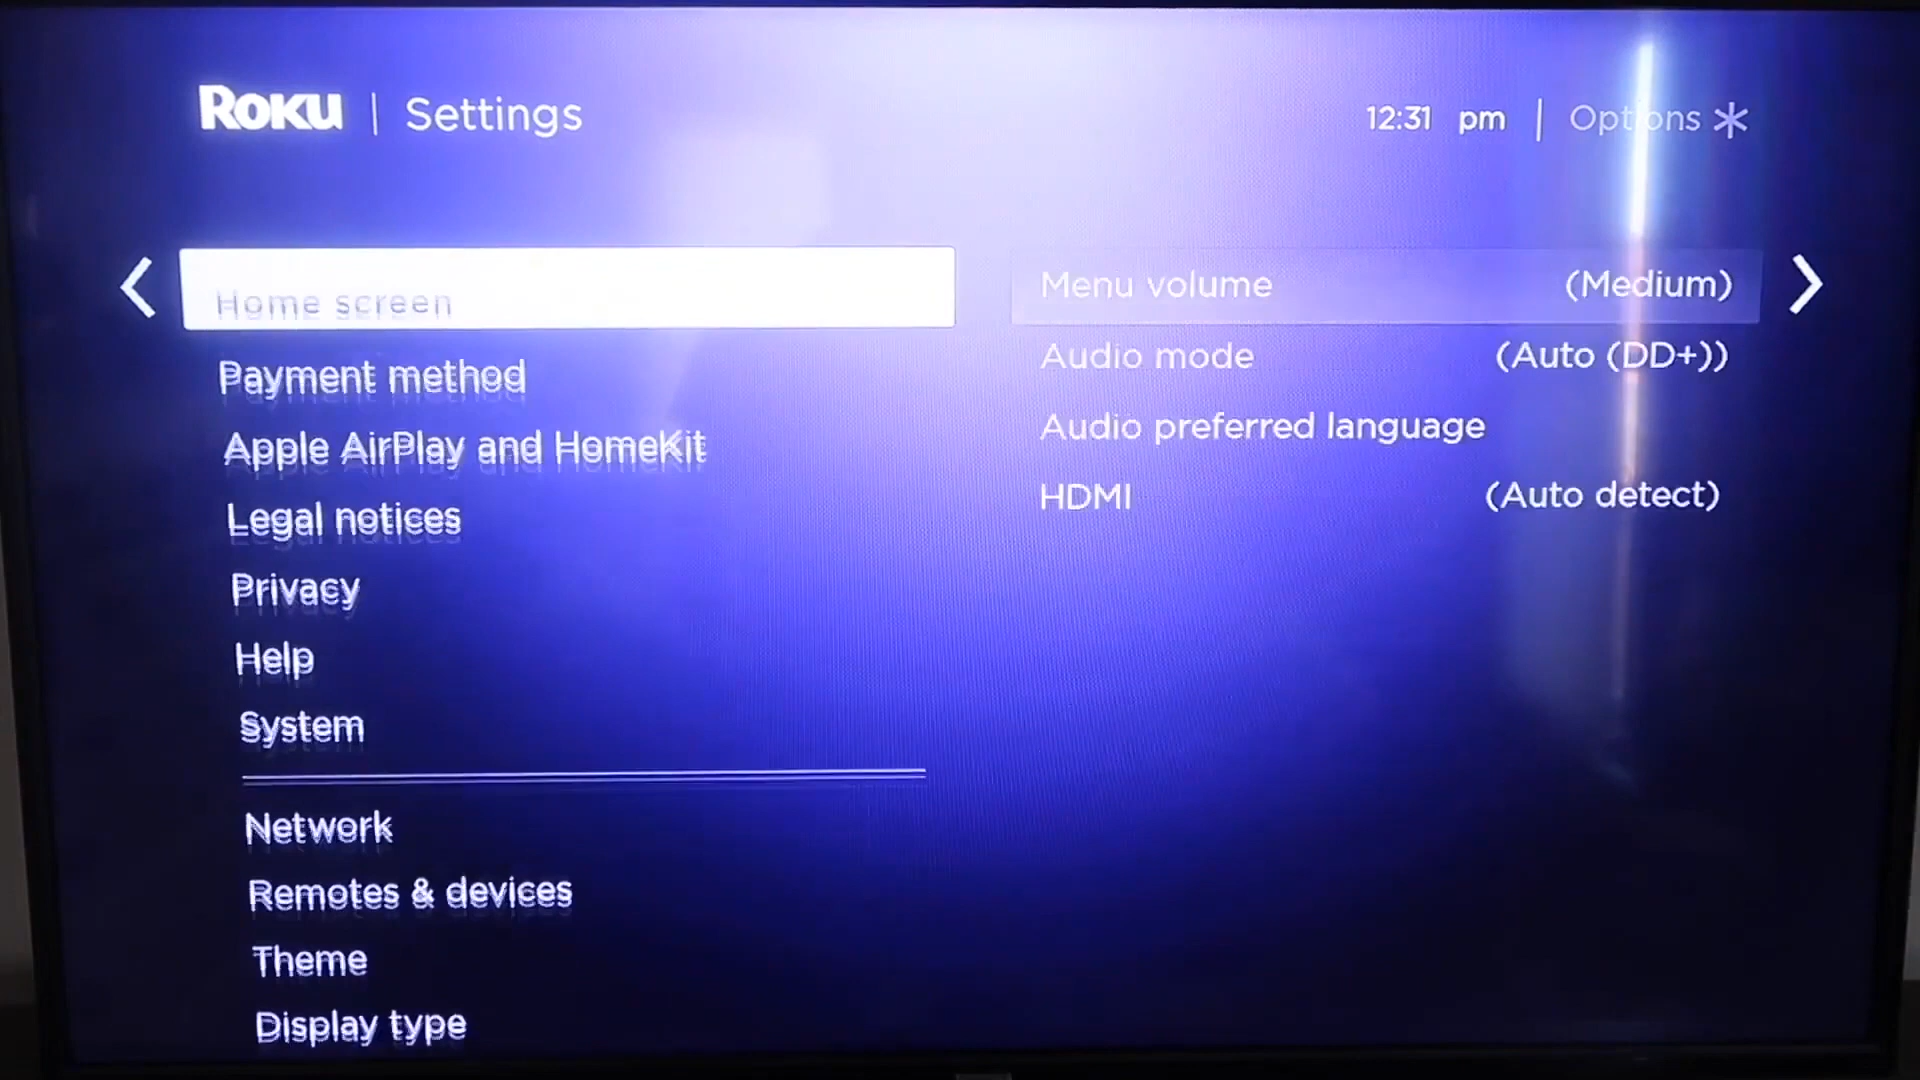 Roku | Settings
12:31 pm | Options *
Home screen
Payment method
Apple AirPlay and HomeKit
Legal notices
Privacy
Help
System
Network
Remotes & devices
Theme
Display type
Menu volume (Medium)
Audio mode (Auto (DD+))
Audio preferred language
HDMI (Auto detect)